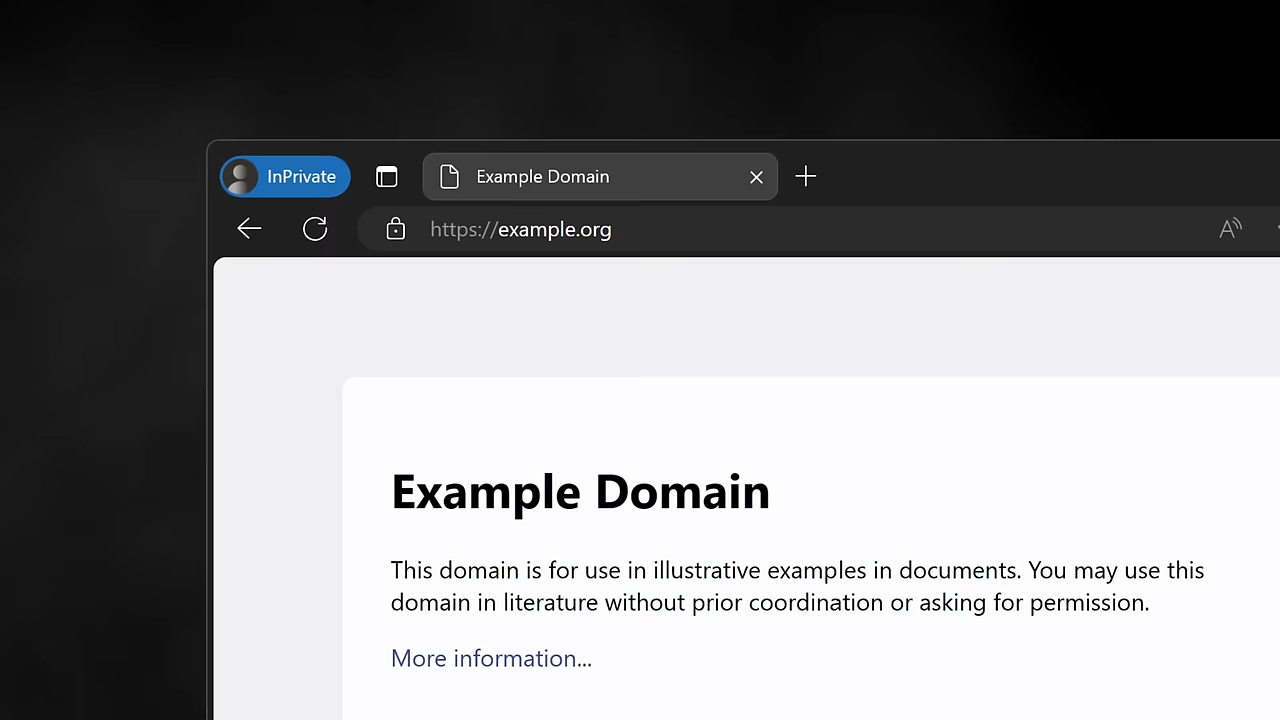 InPrivate
Example Domain
https://example.org
Example Domain
This domain is for use in illustrative examples in documents. You may use this
domain in literature without prior coordination or asking for permission.
More information...